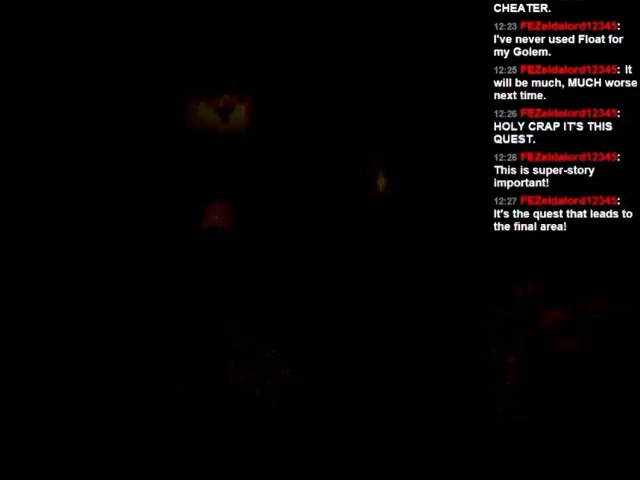 CHEATER.
12:23 FEZeldalord12345:
I've never used Float for
my Golem.
12:25 FEZeldalord12345: It
will be much, MUCH worse
next time.
12:26 FEZeldalord12345:
HOLY CRAP IT'S THIS
QUEST.
12:26 FEZeldalord12345:
This is super-story
important!
12:27 FEZeldalord12345:
It's the quest that leads to
the final area!